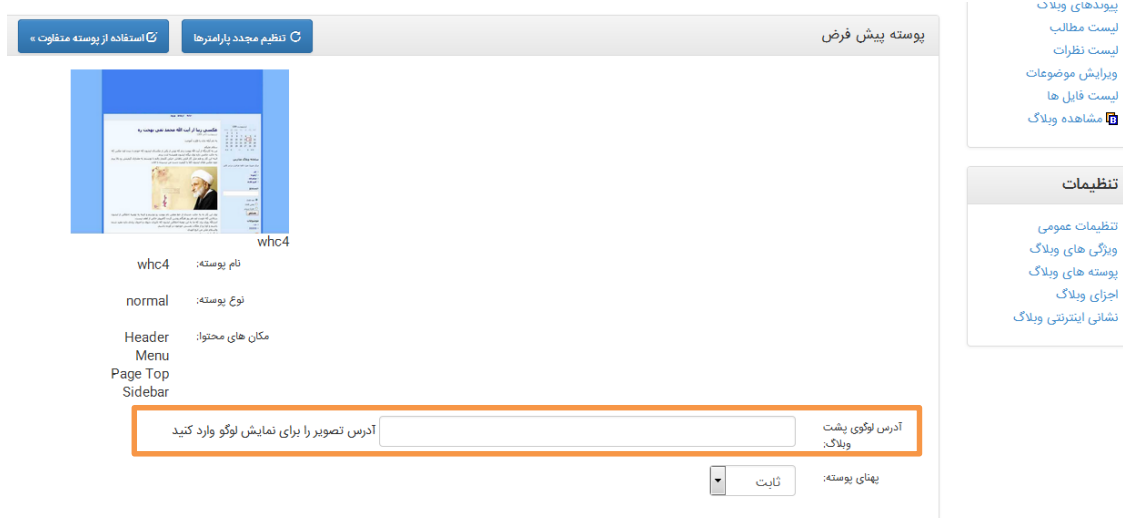 پیوندهای وبلاگ
لیست مطالب
لیست نظرات
ویرایش موضوعات
لیست فایل ها
مشاهده وبلاگ
تنظیمات
تنظیمات عمومی
ویژگی های وبلاگ
پوسته های وبلاگ
اجزای وبلاگ
نشانی اینترنتی وبلاگ
پوسته پیش فرض
تنظیم مجدد پارامترها
استفاده از پوسته متفاوت »
whc4
نام پوسته: whc4
نوع پوسته: normal
مکان های محتوا: Header
Menu
Page Top
Sidebar
آدرس لوگوی پشت
وبلاگ:
آدرس تصویر را برای نمایش لوگو وارد کنید
پهنای پوسته: ثابت